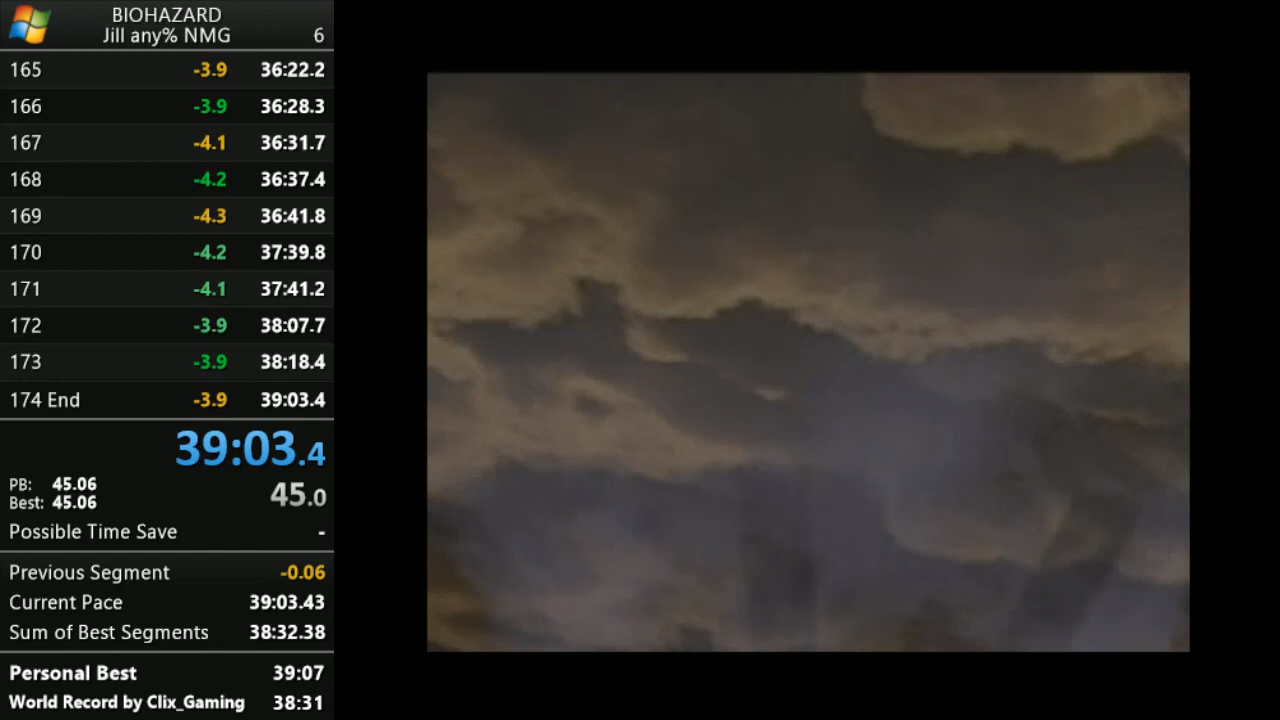 BIOHAZARD
Jill any% NMG 6
165 -3.9 36:22.2
166 -3.9 36:28.3
167 -4.1 36:31.7
168 -4.2 36:37.4
169 -4.3 36:41.8
170 -4.2 37:39.8
171 -4.1 37:41.2
172 -3.9 38:07.7
173 -3.9 38:18.4
174 End -3.9 39:03.4
39:03.4
PB: 45.06
Best: 45.06
45.0
Possible Time Save -
Previous Segment -0.06
Current Pace 39:03.43
Sum of Best Segments 38:32.38
Personal Best 39:07
World Record by Clix_Gaming 38:31